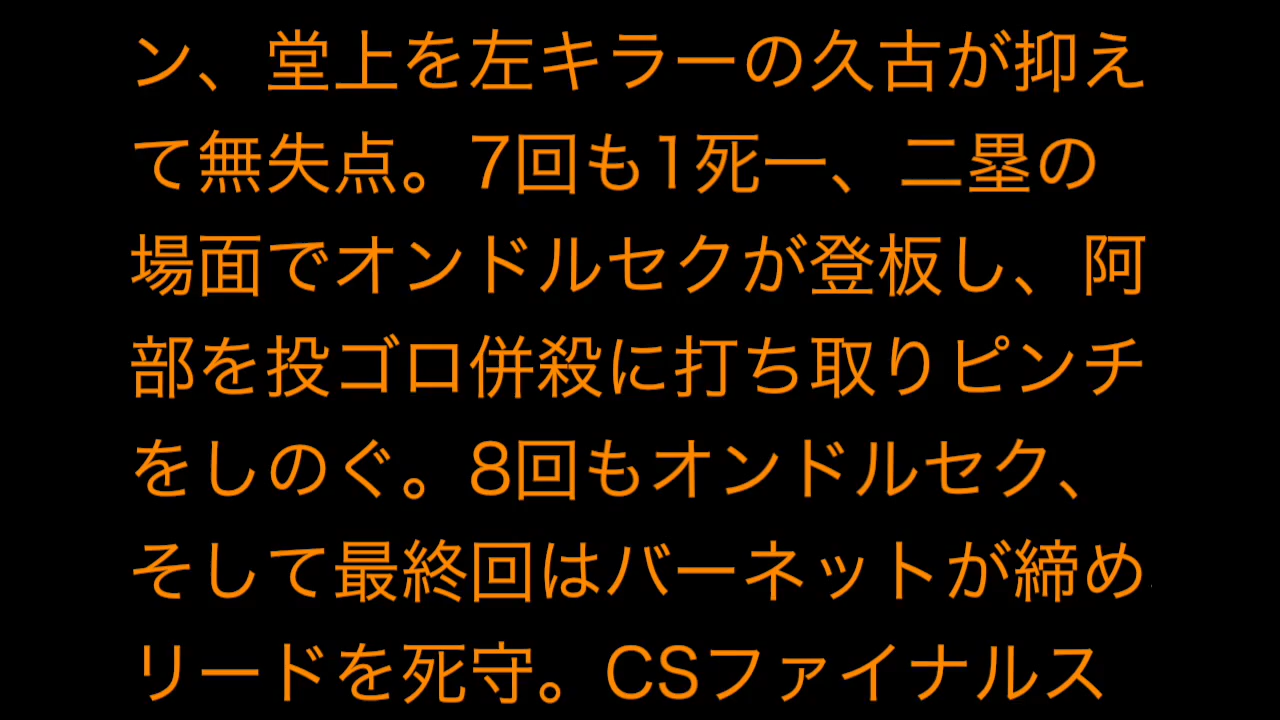 ン、堂上を左キラーの久古が抑え
て無失点。7回も1死一、二塁の
場面でオンドルセクが登板し、阿
部を投ゴロ併殺に打ち取りピンチ
をしのぐ。8回もオンドルセク、
そして最終回はバーネットが締め
リードを死守。CSファイナルス